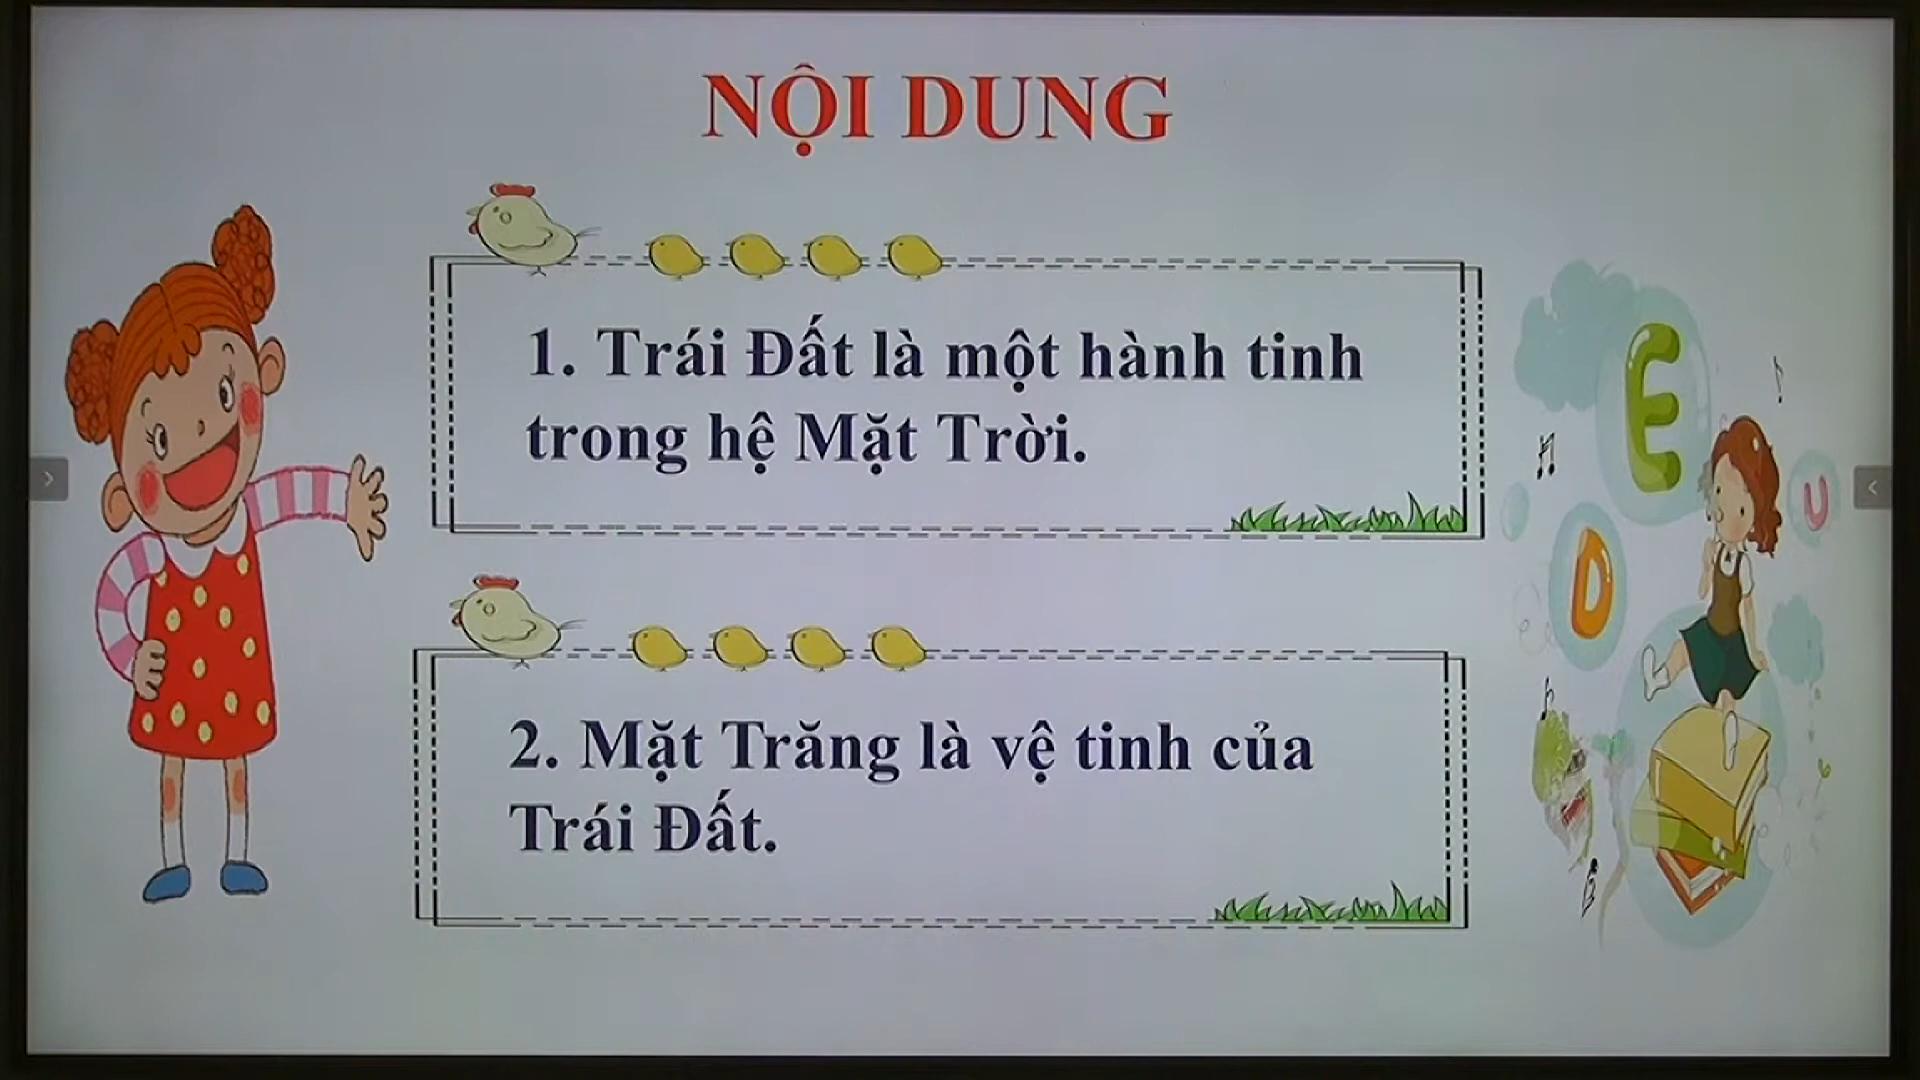 NỘI DUNG
1. Trái Đất là một hành tinh
trong hệ Mặt Trời.
2. Mặt Trăng là vệ tinh của
Trái Đất.
E
D
U